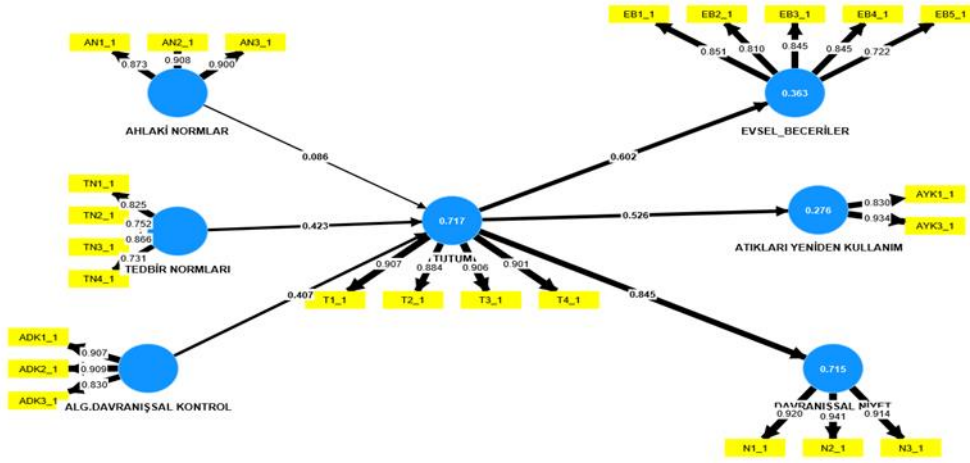 EB1_1
EB2_1
EB3_1
EB4_1
EB5_1
0.851
0.810
0.845
0.845
0.722
0.363
EVSEL_BECERİLER
AN1_1
AN2_1
AN3_1
0.873
0.908
0.900
AHLAKİ NORMLAR
0.086
0.602
TN1_1
TN2_1
TN3_1
TN4_1
0.825
0.752
0.866
0.731
TEDBİR NORMLARI
0.423
0.717
TUTUM
0.526
0.276
ATIKLARI YENİDEN KULLANIM
AYK1_1
AYK3_1
0.830
0.934
0.907
0.884
0.906
0.901
T1_1
T2_1
T3_1
T4_1
0.407
0.845
ADK1_1
ADK2_1
ADK3_1
0.907
0.909
0.830
ALG.DAVRANIŞSAL KONTROL
0.715
DAVRANIŞSAL NİYET
0.920
0.941
0.914
N1_1
N2_1
N3_1